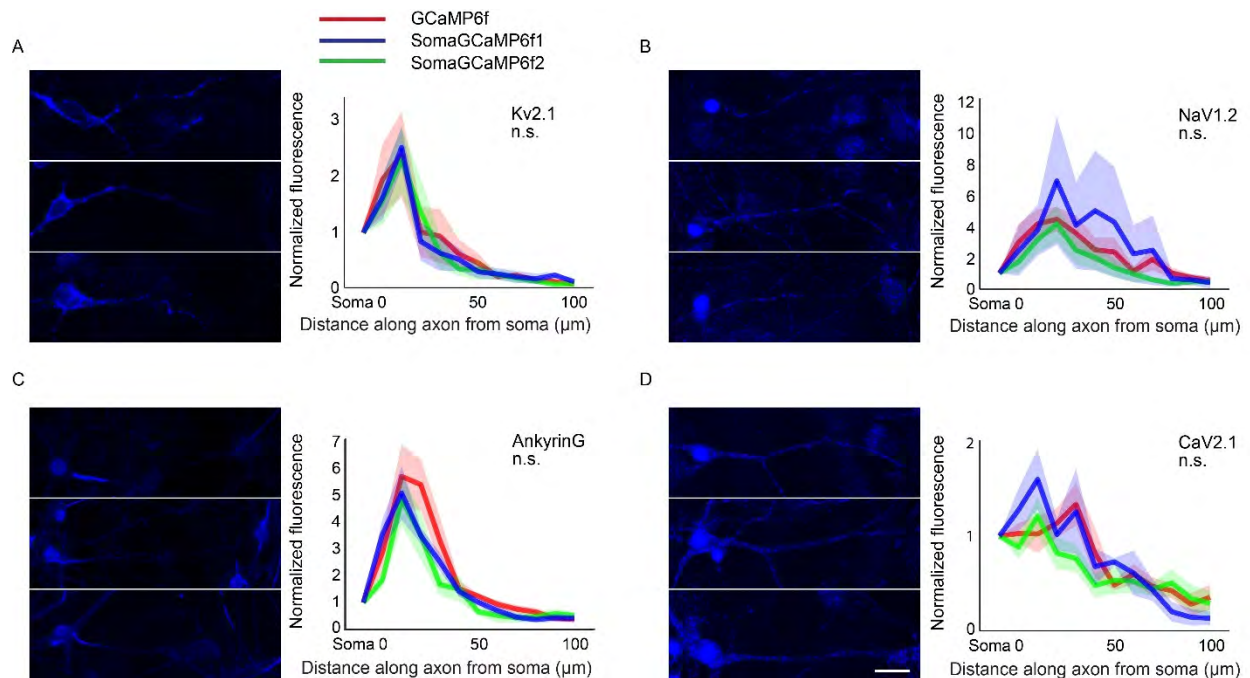 GCaMP6f
SomaGCaMP6f1
SomaGCaMP6f2
A
Normalized fluorescence
3
2
1
0
Kv2.1
n.s.
Soma 0
50
100
Distance along axon from soma (µm)
B
Normalized fluorescence
12
10
8
6
4
2
0
NaV1.2
n.s.
Soma 0
50
100
Distance along axon from soma (µm)
C
Normalized fluorescence
7
6
5
4
3
2
1
0
AnkyrinG
n.s.
Soma 0
50
100
Distance along axon from soma (µm)
D
Normalized fluorescence
2
1
0
CaV2.1
n.s.
Soma 0
50
100
Distance along axon from soma (µm)